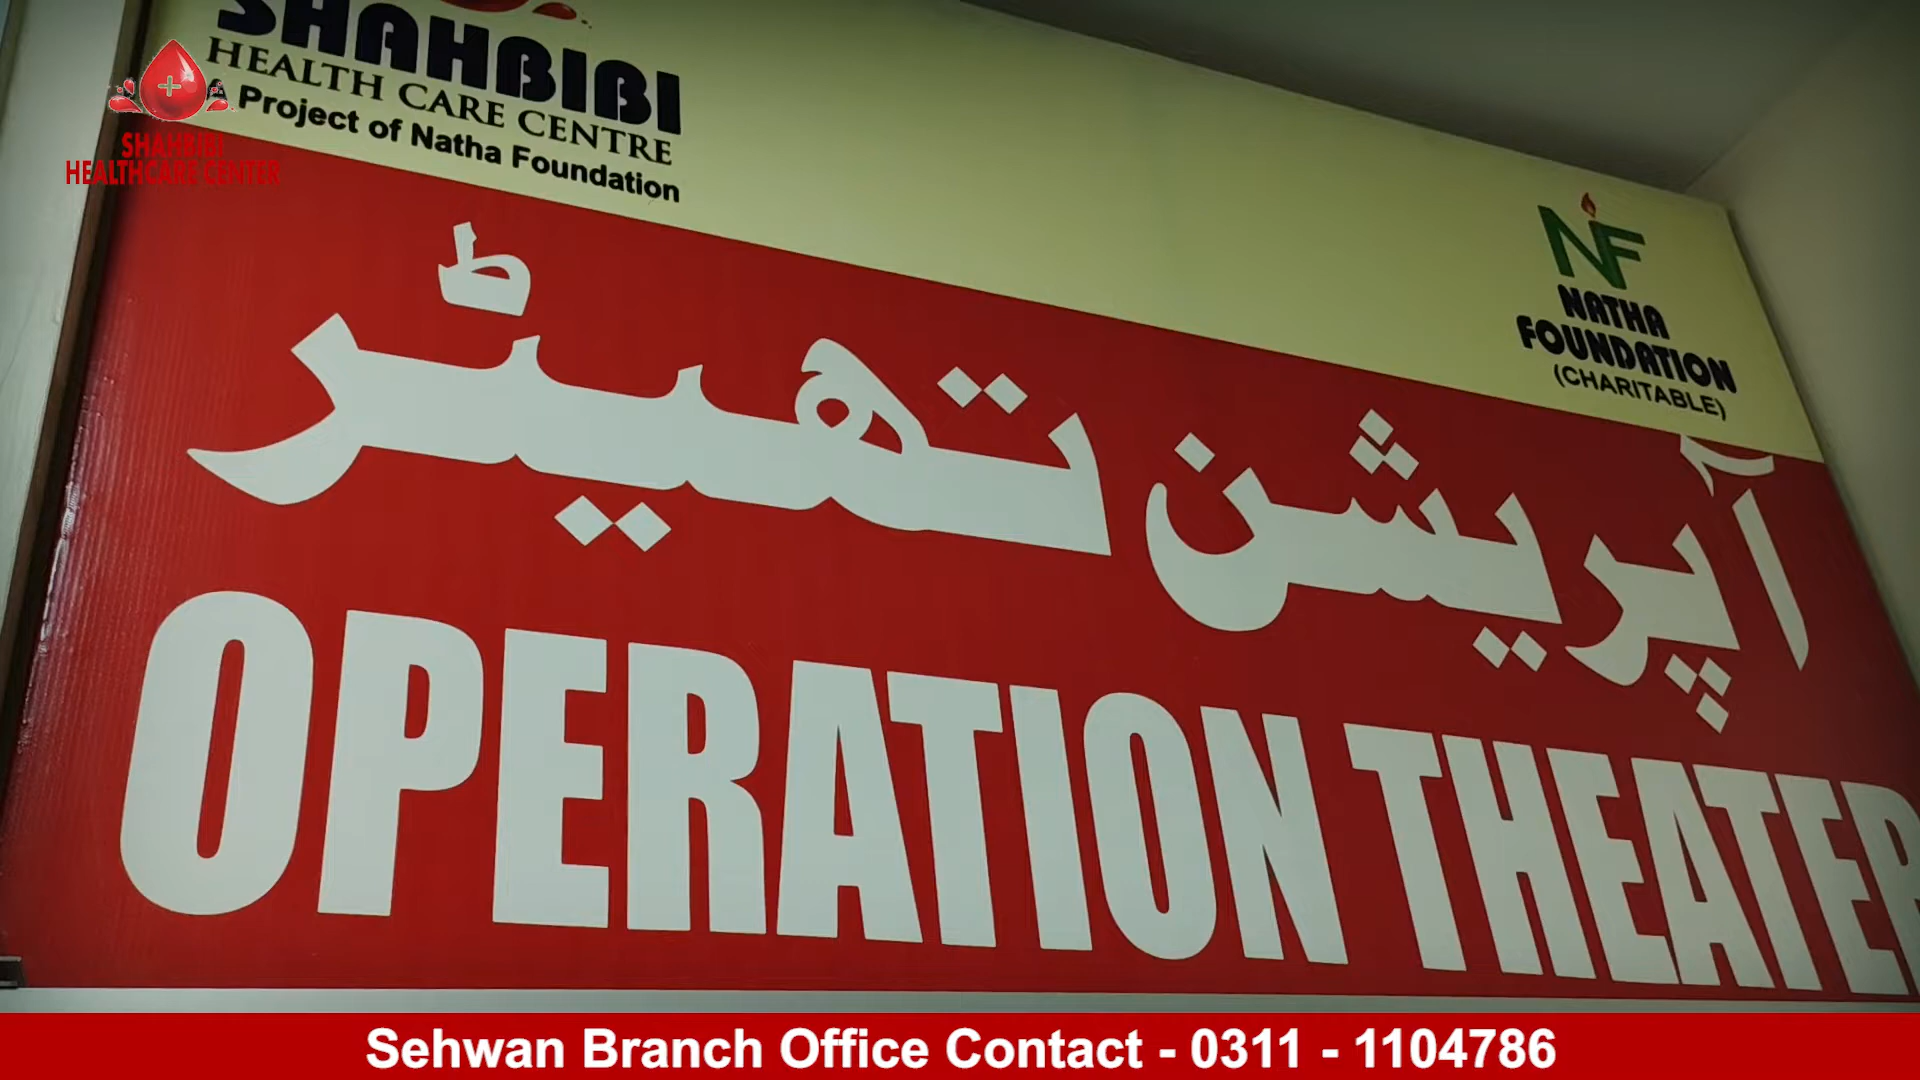 SHAHBIBI
HEALTH CARE CENTRE
A Project of Natha Foundation
SHAHBIBI
HEALTHCARE CENTER
NF
NATHA
FOUNDATION
(CHARITABLE)
آپریشن تھیٹر
OPERATION THEATER
Sehwan Branch Office Contact - 0311 - 1104786